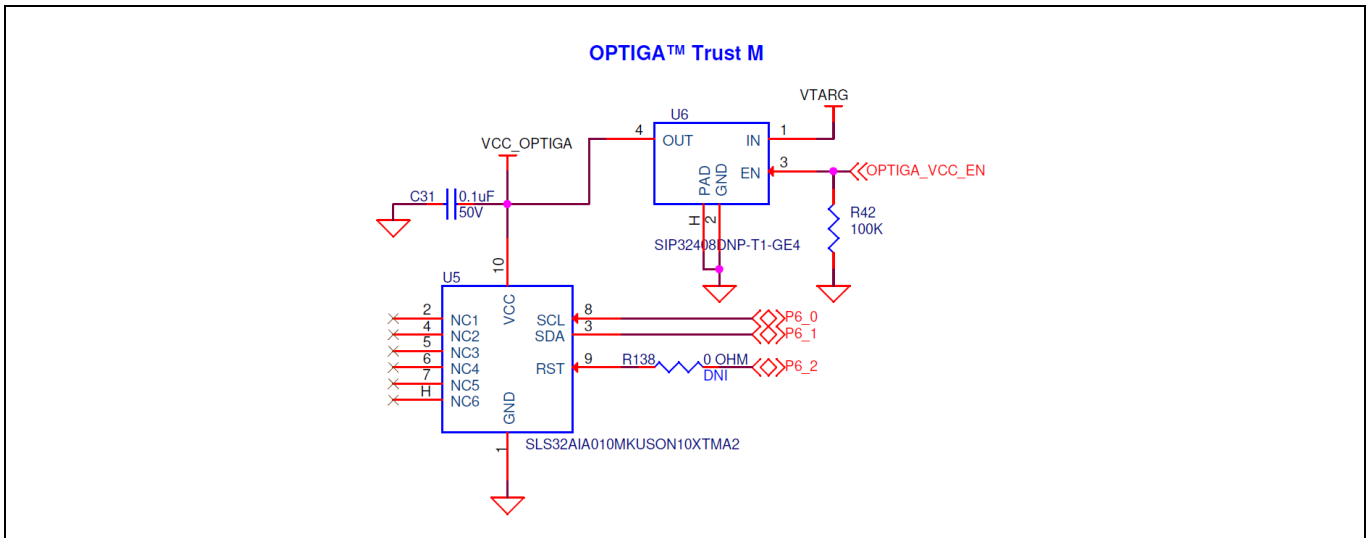 OPTIGA™ Trust M
VTARG
U6
4
OUT
IN
1
VCC_OPTIGA
EN
3
OPTIGA_VCC_EN
PAD
GND
C31
0.1uF
50V
H
2
R42
100K
SIP32408DNP-T1-GE4
10
U5
VCC
2
NC1
SCL
8
P6_0
4
NC2
SDA
3
P6_1
5
NC3
6
NC4
RST
9
R138
0 OHM
DNI
P6_2
7
NC5
H
NC6
GND
1
SLS32AIA010MKUSON10XTMA2